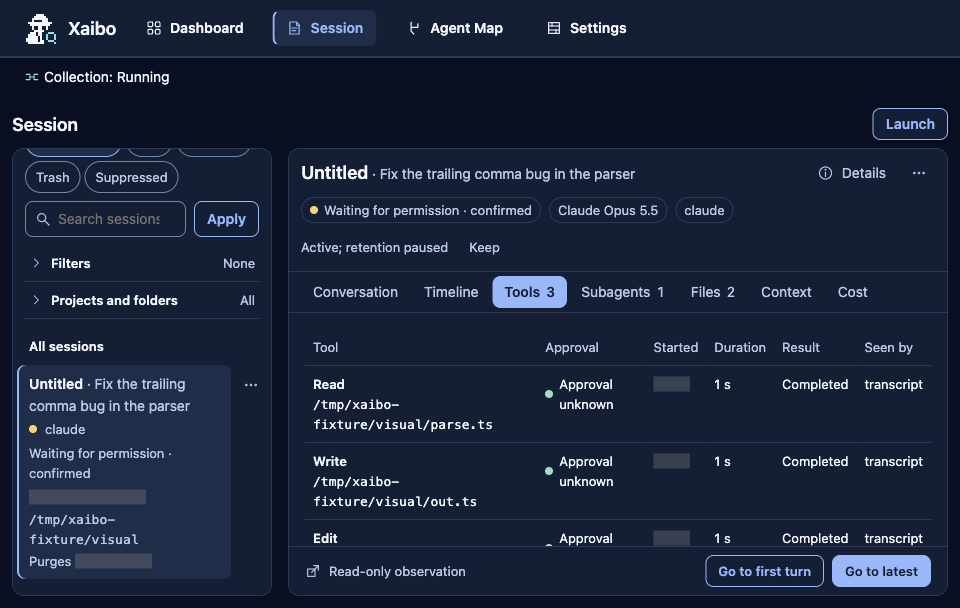 Xaibo
Dashboard
Session
Agent Map
Settings
Collection: Running
Session
Launch
Trash
Suppressed
Search sessions
Apply
Filters
None
Projects and folders
All
All sessions
Untitled · Fix the trailing
comma bug in the parser
claude
Waiting for permission ·
confirmed
/tmp/xaibo-
fixture/visual
Purges
Untitled · Fix the trailing comma bug in the parser
Details
Waiting for permission · confirmed
Claude Opus 5.5
claude
Active; retention paused
Keep
Conversation
Timeline
Tools 3
Subagents 1
Files 2
Context
Cost
Tool
Approval
Started
Duration
Result
Seen by
Read
/tmp/xaibo-
fixture/visual/parse.ts
Approval
unknown
1 s
Completed
transcript
Write
/tmp/xaibo-
fixture/visual/out.ts
Approval
unknown
1 s
Completed
transcript
Edit
Approval
1 s
Completed
transcript
Read-only observation
Go to first turn
Go to latest